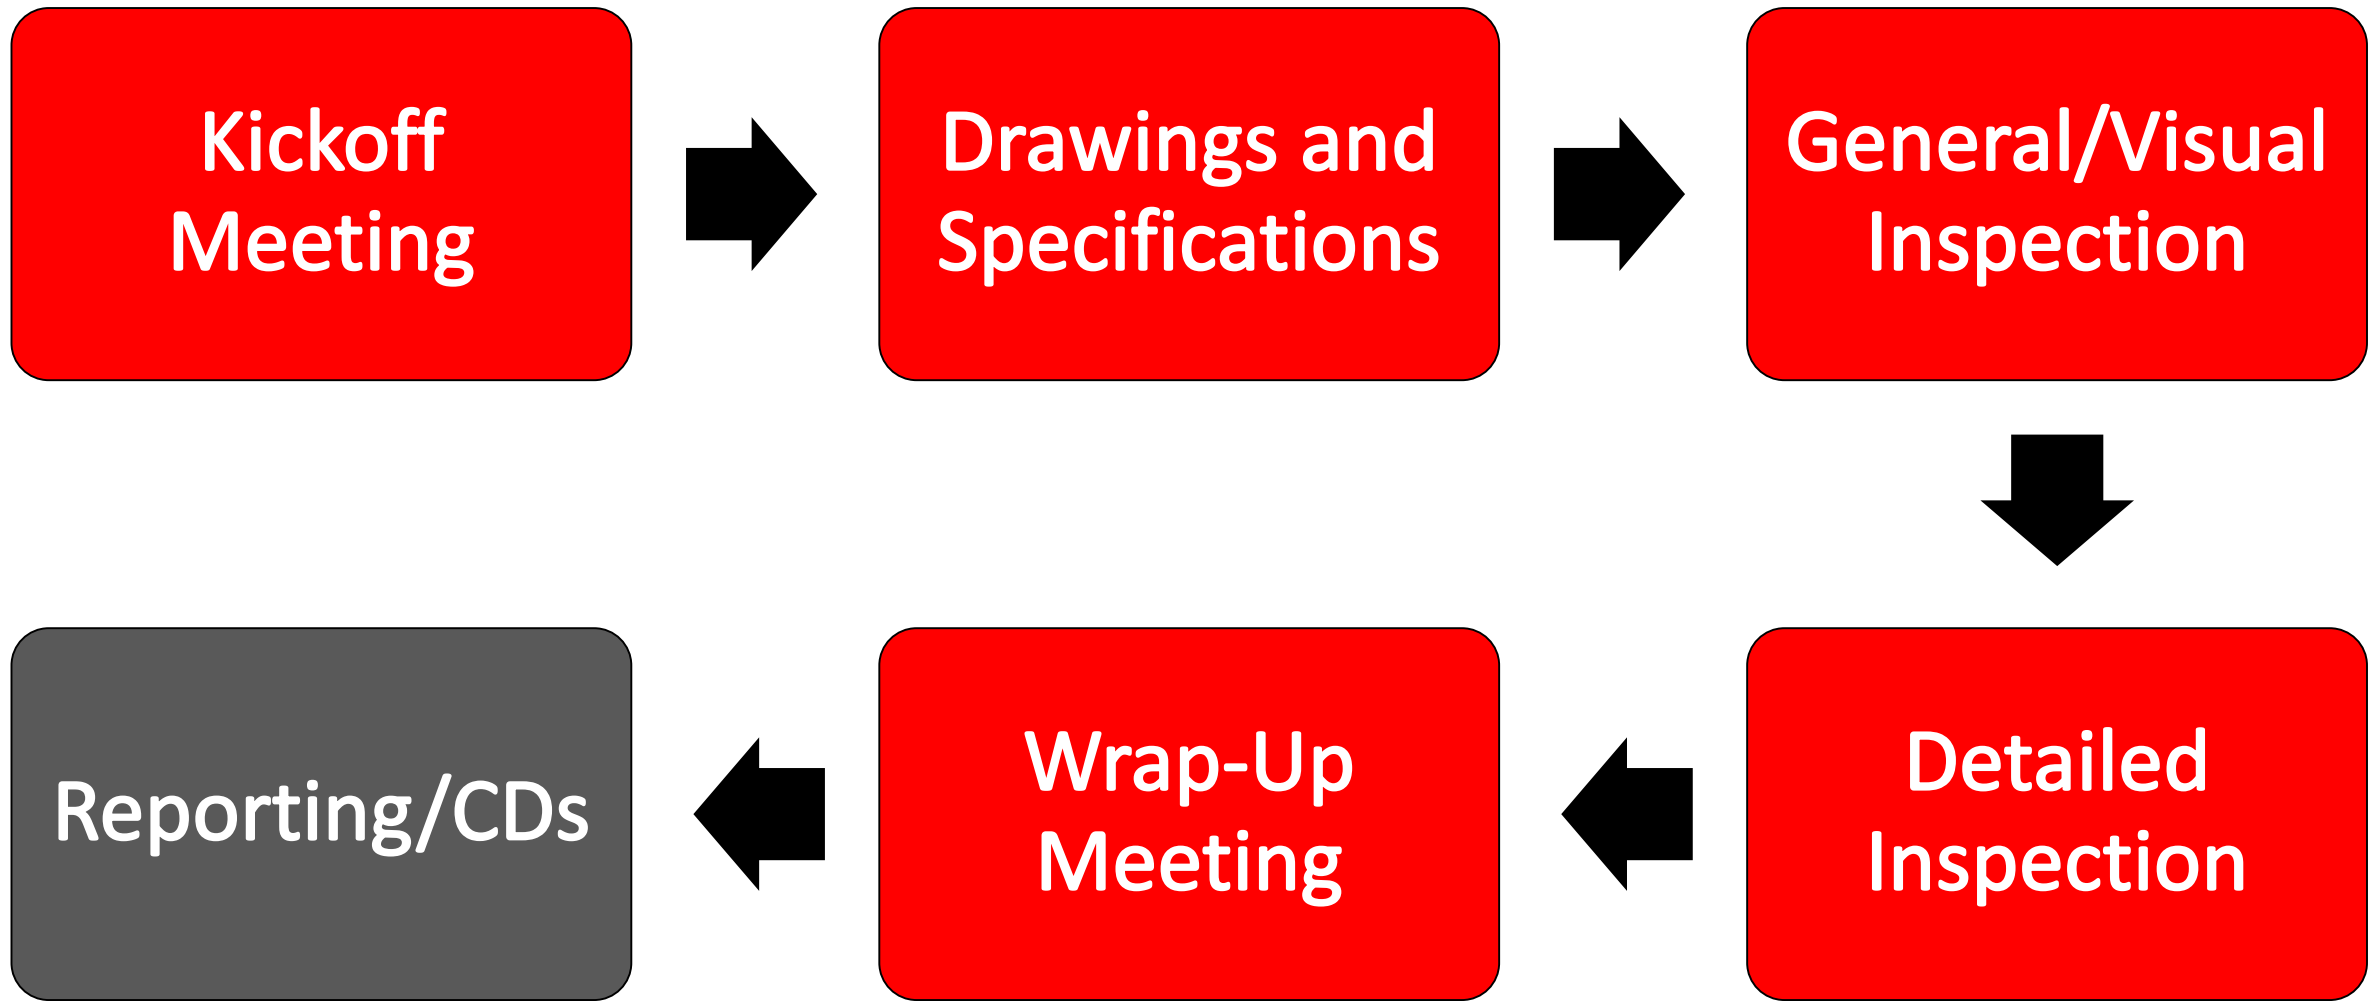 Kickoff
Meeting
Drawings and
Specifications
General/Visual
Inspection
Detailed
Inspection
Wrap-Up
Meeting
Reporting/CDs